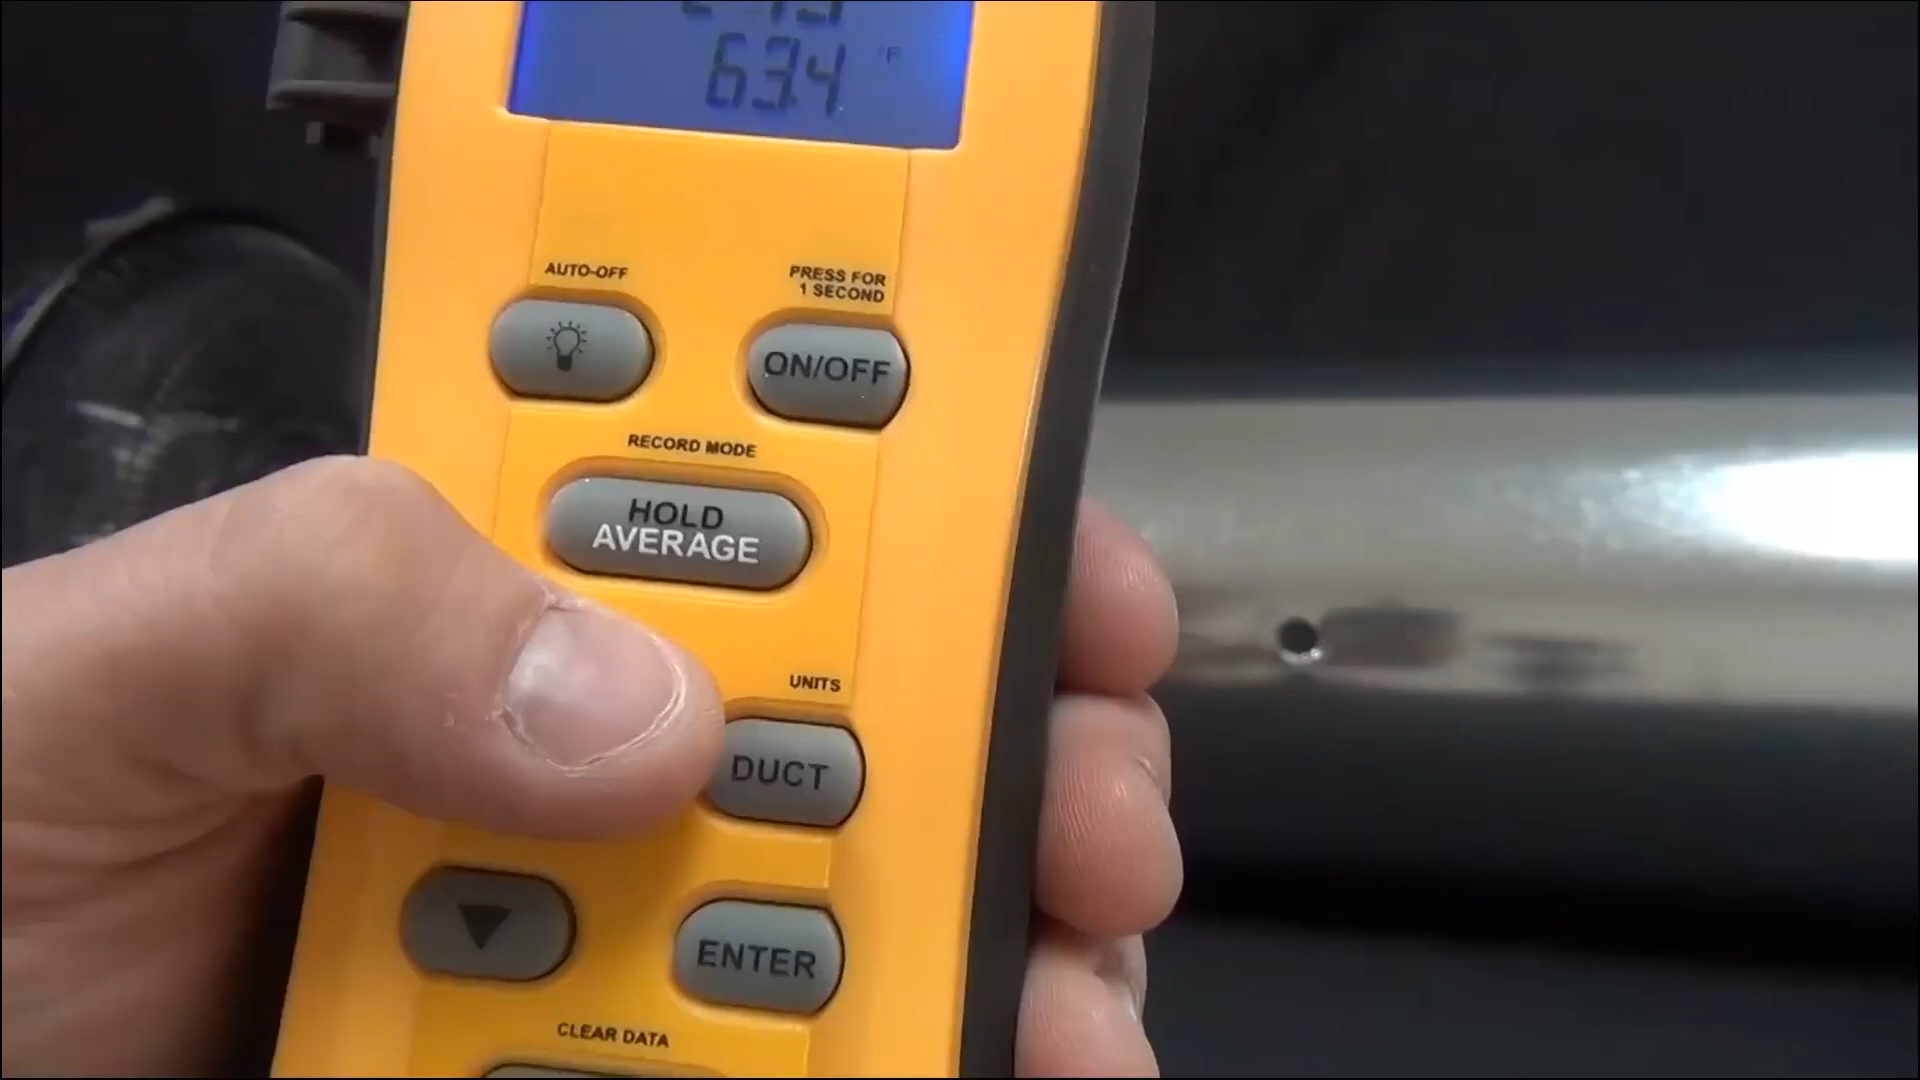 63.4 °F
AUTO-OFF
PRESS FOR
1 SECOND
ON/OFF
RECORD MODE
HOLD
AVERAGE
UNITS
DUCT
ENTER
CLEAR DATA